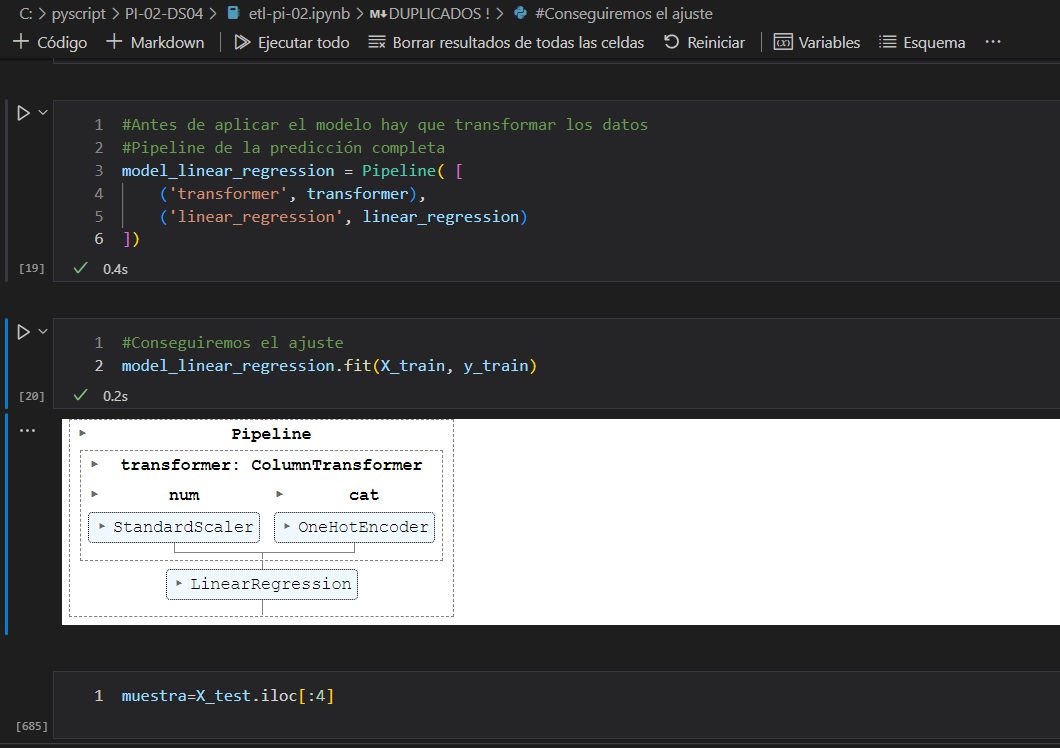 C: > pyscript > PI-02-DS04 > etl-pi-02.ipynb > M↓DUPLICADOS ! > #Conseguiremos el ajuste
+ Código + Markdown | Ejecutar todo Borrar resultados de todas las celdas Reiniciar | Variables Esquema ...
1 #Antes de aplicar el modelo hay que transformar los datos
2 #Pipeline de la predicción completa
3 model_linear_regression = Pipeline( [
4 ('transformer', transformer),
5 ('linear_regression', linear_regression)
6 ])
[19] ✓ 0.4s
1 #Conseguiremos el ajuste
2 model_linear_regression.fit(X_train, y_train)
[20] ✓ 0.2s
...
▸ Pipeline
▸ transformer: ColumnTransformer
▸ num ▸ cat
▸ StandardScaler ▸ OneHotEncoder
▸ LinearRegression
1 muestra=X_test.iloc[:4]
[685]